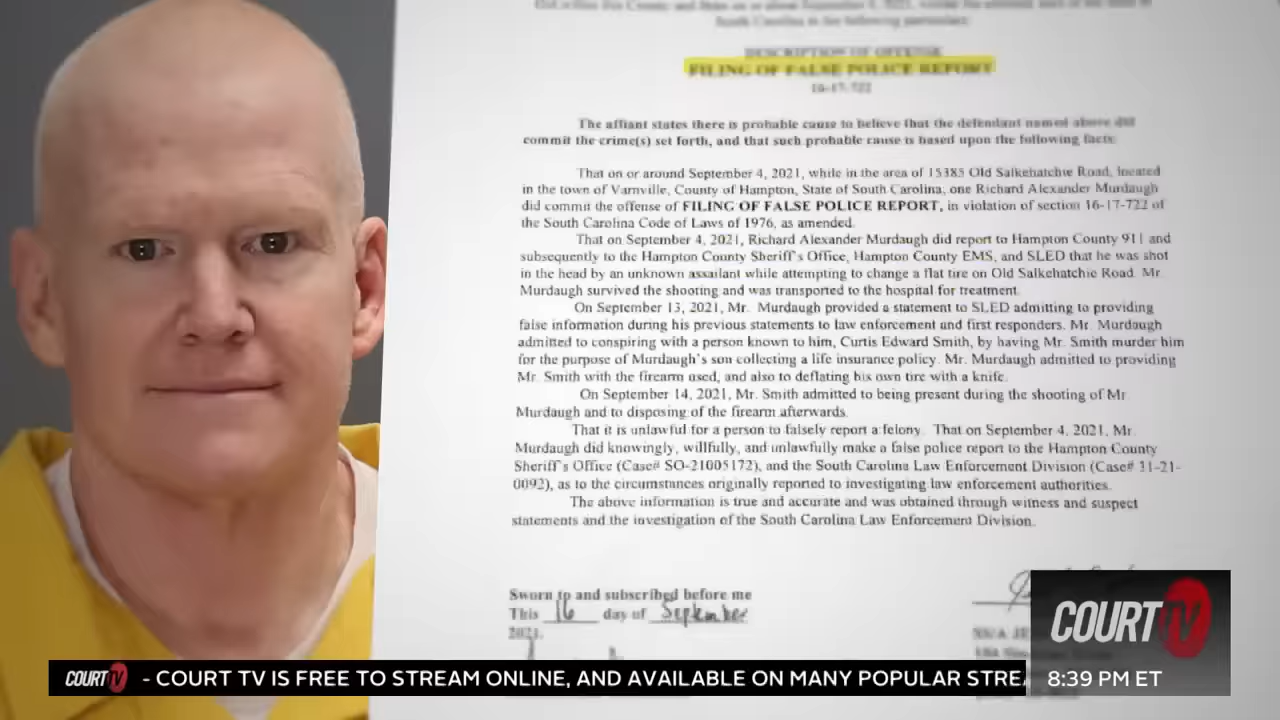 DESCRIPTION OF OFFENSE
FILING OF FALSE POLICE REPORT
16-17-722
The affiant states there is probable cause to believe that the defendant named above did
commit the crime(s) set forth, and that such probable cause is based upon the following facts:
That on or around September 4, 2021, while in the area of 15385 Old Salkehatchie Road, located
in the town of Varnville, County of Hampton, State of South Carolina, one Richard Alexander Murdaugh
did commit the offense of FILING OF FALSE POLICE REPORT, in violation of section 16-17-722 of
the South Carolina Code of Laws of 1976, as amended.
That on September 4, 2021, Richard Alexander Murdaugh did report to Hampton County 911 and
subsequently to the Hampton County Sheriff's Office, Hampton County EMS, and SLED that he was shot
in the head by an unknown assailant while attempting to change a flat tire on Old Salkehatchie Road. Mr.
Murdaugh survived the shooting and was transported to the hospital for treatment.
On September 13, 2021, Mr. Murdaugh provided a statement to SLED admitting to providing
false information during his previous statements to law enforcement and first responders. Mr. Murdaugh
admitted to conspiring with a person known to him, Curtis Edward Smith, by having Mr. Smith murder him
for the purpose of Murdaugh's son collecting a life insurance policy. Mr. Murdaugh admitted to providing
Mr. Smith with the firearm used, and also to deflating his own tire with a knife.
On September 14, 2021, Mr. Smith admitted to being present during the shooting of Mr.
Murdaugh and to disposing of the firearm afterwards.
That it is unlawful for a person to falsely report a felony. That on September 4, 2021, Mr.
Murdaugh did knowingly, willfully, and unlawfully make a false police report to the Hampton County
Sheriff's Office (Case# SO-21005172), and the South Carolina Law Enforcement Division (Case# 31-21-
0092), as to the circumstances originally reported to investigating law enforcement authorities.
The above information is true and accurate and was obtained through witness and suspect
statements and the investigation of the South Carolina Law Enforcement Division.
Sworn to and subscribed before me
This 16 day of September
2021.
COURT TV
8:39 PM ET
COURT TV - COURT TV IS FREE TO STREAM ONLINE, AND AVAILABLE ON MANY POPULAR STREA